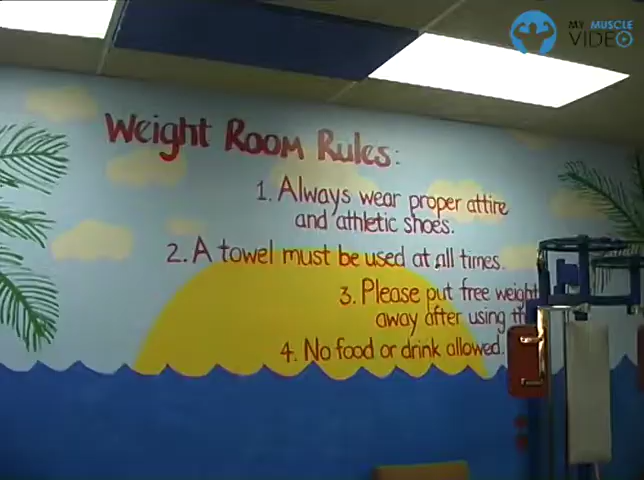 MY MUSCLE
VIDEO
Weight Room Rules:
1. Always wear proper attire
and athletic shoes.
2. A towel must be used at all times.
3. Please put free weight
away after using th
4. No food or drink allowed.